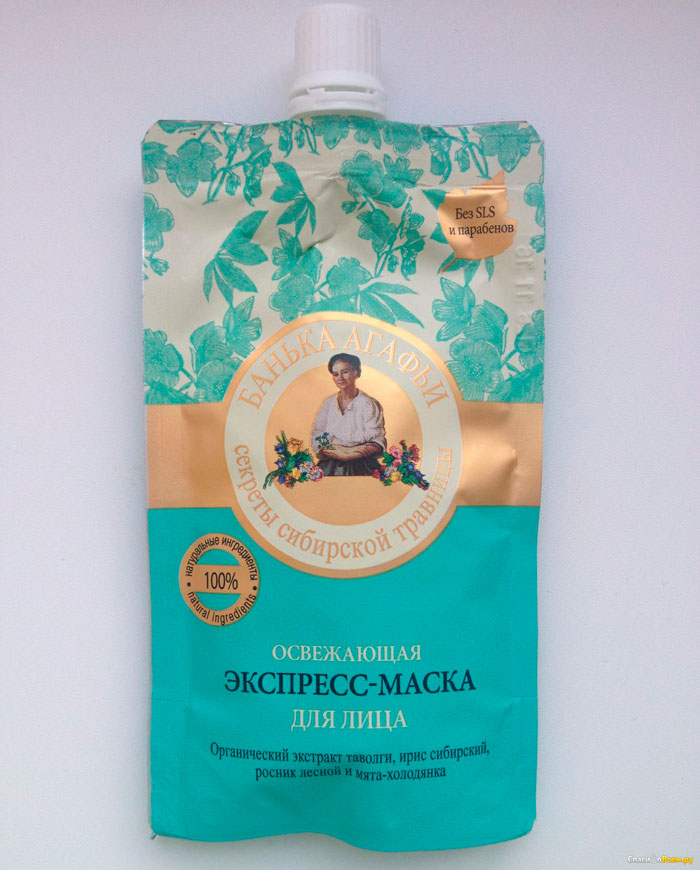 Без SLS
и парабенов
БАНЬКА АГАФЬИ
секреты сибирской травницы
натуральные ингредиенты
100%
natural ingredients
ОСВЕЖАЮЩАЯ
ЭКСПРЕСС-МАСКА
ДЛЯ ЛИЦА
Органический экстракт таволги, ирис сибирский,
росник лесной и мята-холодянка